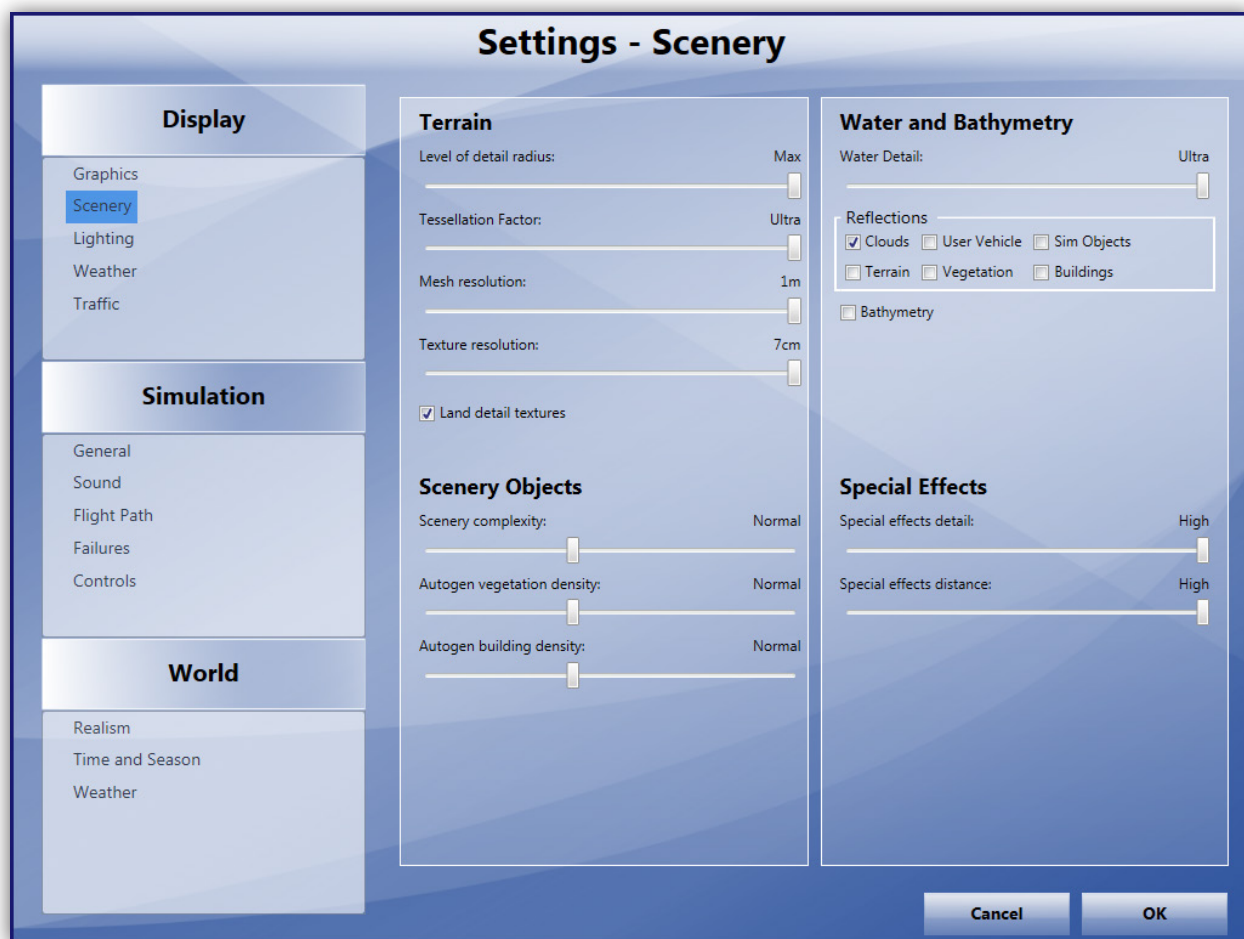 Settings - Scenery
Display
Graphics
Scenery
Lighting
Weather
Traffic
Simulation
General
Sound
Flight Path
Failures
Controls
World
Realism
Time and Season
Weather
Terrain
Level of detail radius: Max
Tessellation Factor: Ultra
Mesh resolution: 1m
Texture resolution: 7cm
Land detail textures
Scenery Objects
Scenery complexity: Normal
Autogen vegetation density: Normal
Autogen building density: Normal
Water and Bathymetry
Water Detail: Ultra
Reflections
Clouds User Vehicle Sim Objects
Terrain Vegetation Buildings
Bathymetry
Special Effects
Special effects detail: High
Special effects distance: High
Cancel OK